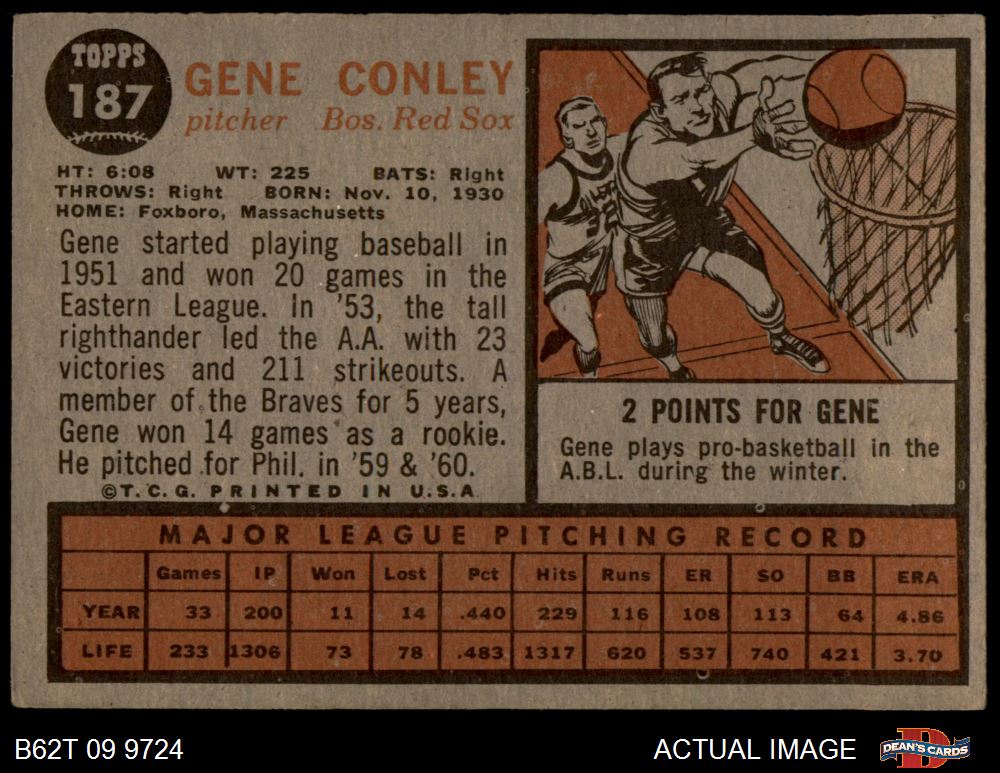 TOPPS
187
GENE CONLEY
pitcher Bos. Red Sox
HT: 6:08 WT: 225 BATS: Right
THROWS: Right BORN: Nov. 10, 1930
HOME: Foxboro, Massachusetts
Gene started playing baseball in
1951 and won 20 games in the
Eastern League. In '53, the tall
righthander led the A.A. with 23
victories and 211 strikeouts. A
member of the Braves for 5 years,
Gene won 14 games as a rookie.
He pitched for Phil. in '59 & '60.
©T.C.G. PRINTED IN U.S.A
2 POINTS FOR GENE
Gene plays pro-basketball in the
A.B.L. during the winter.
MAJOR LEAGUE PITCHING RECORD
Games IP Won Lost Pct Hits Runs ER SO BB ERA
YEAR 33 200 11 14 .440 229 116 108 113 64 4.86
LIFE 233 1306 73 78 .483 1317 620 537 740 421 3.70
B62T 09 9724 ACTUAL IMAGE
DEAN'S CARDS